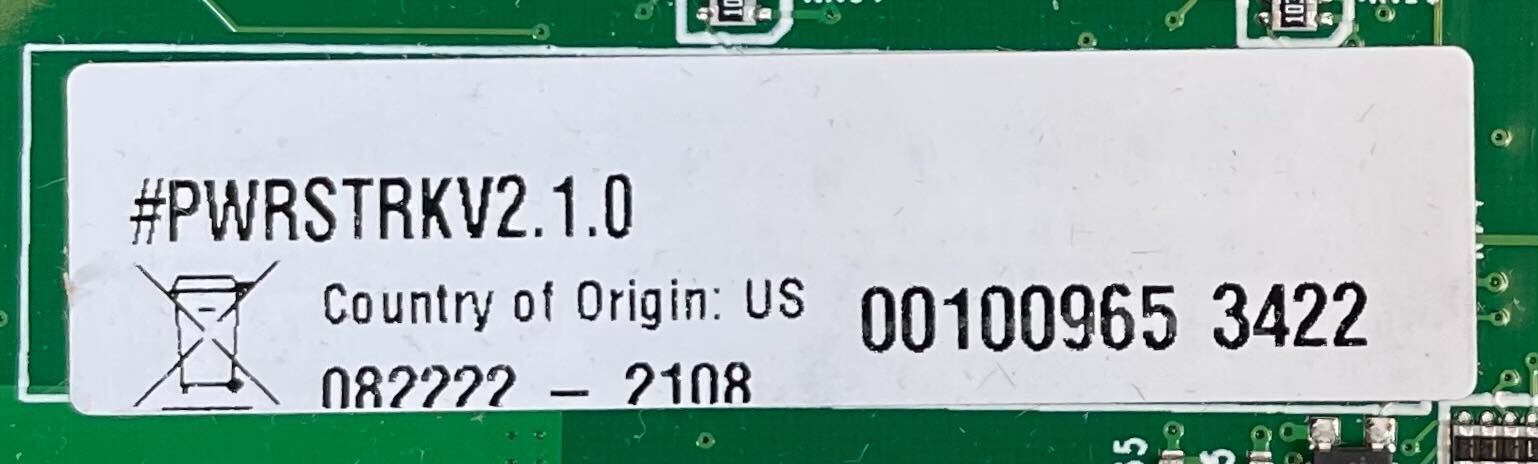 #PWRSTRKV2.1.0
Country of Origin: US
00100965 3422
082222 – 2108